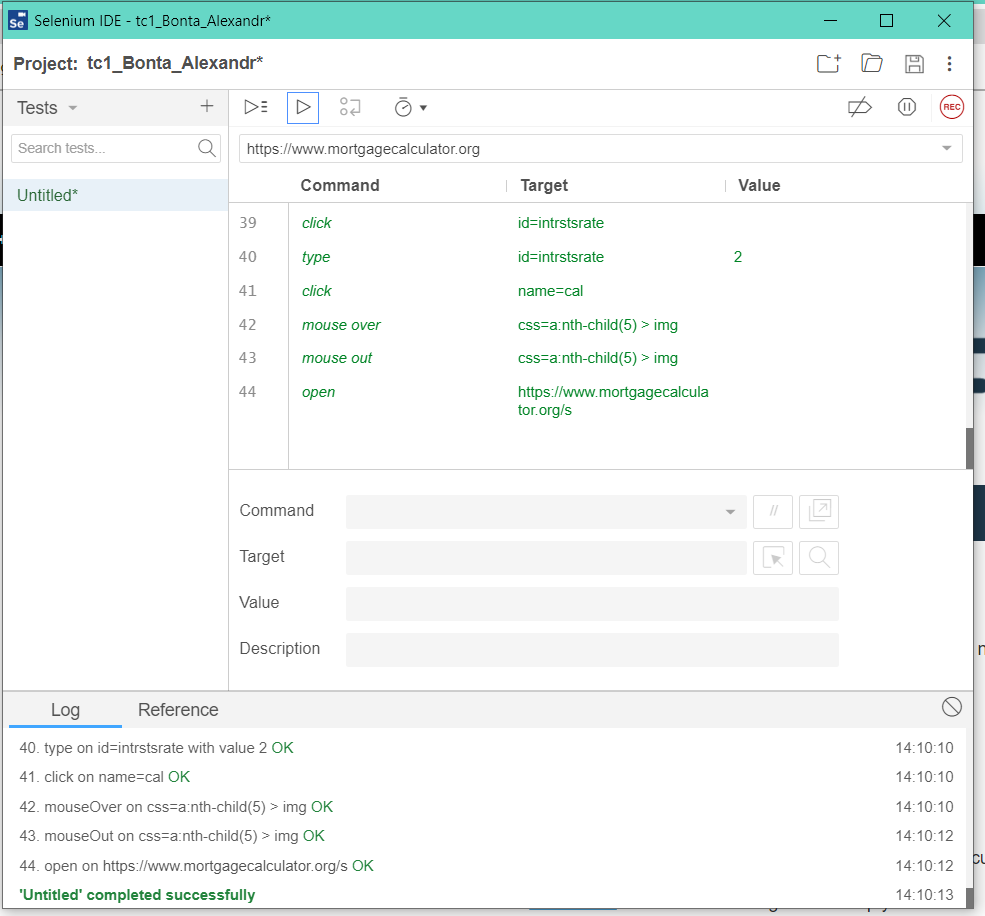 Se Selenium IDE - tc1_Bonta_Alexandr*
Project: tc1_Bonta_Alexandr*
Tests
REC
Search tests...
https://www.mortgagecalculator.org
Untitled*
Command Target Value
39 click id=intrstsrate
40 type id=intrstsrate 2
41 click name=cal
42 mouse over css=a:nth-child(5) > img
43 mouse out css=a:nth-child(5) > img
44 open https://www.mortgagecalcula
tor.org/s
Command //
Target
Value
Description
Log Reference
40. type on id=intrstsrate with value 2 OK 14:10:10
41. click on name=cal OK 14:10:10
42. mouseOver on css=a:nth-child(5) > img OK 14:10:10
43. mouseOut on css=a:nth-child(5) > img OK 14:10:12
44. open on https://www.mortgagecalculator.org/s OK 14:10:12
'Untitled' completed successfully 14:10:13